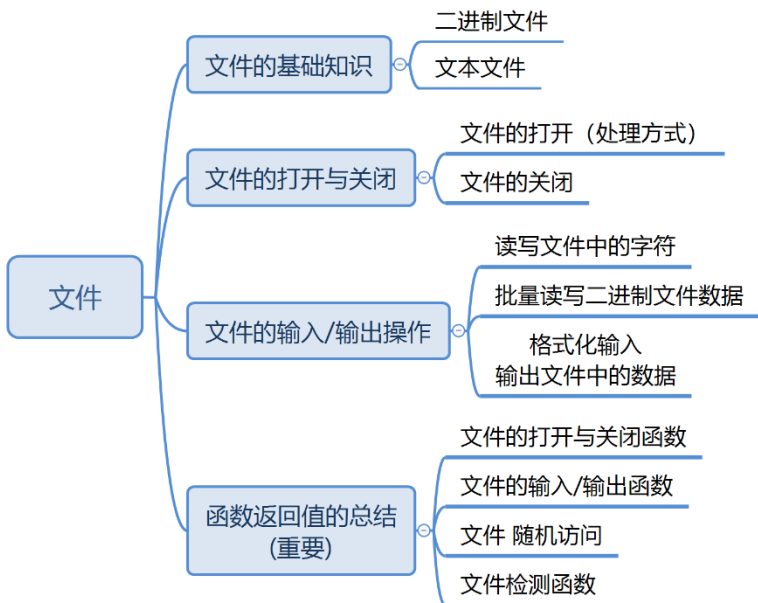 文件
文件的基础知识
二进制文件
文本文件
文件的打开与关闭
文件的打开（处理方式）
文件的关闭
文件的输入/输出操作
读写文件中的字符
批量读写二进制文件数据
格式化输入
输出文件中的数据
函数返回值的总结
(重要)
文件的打开与关闭函数
文件的输入/输出函数
文件 随机访问
文件检测函数